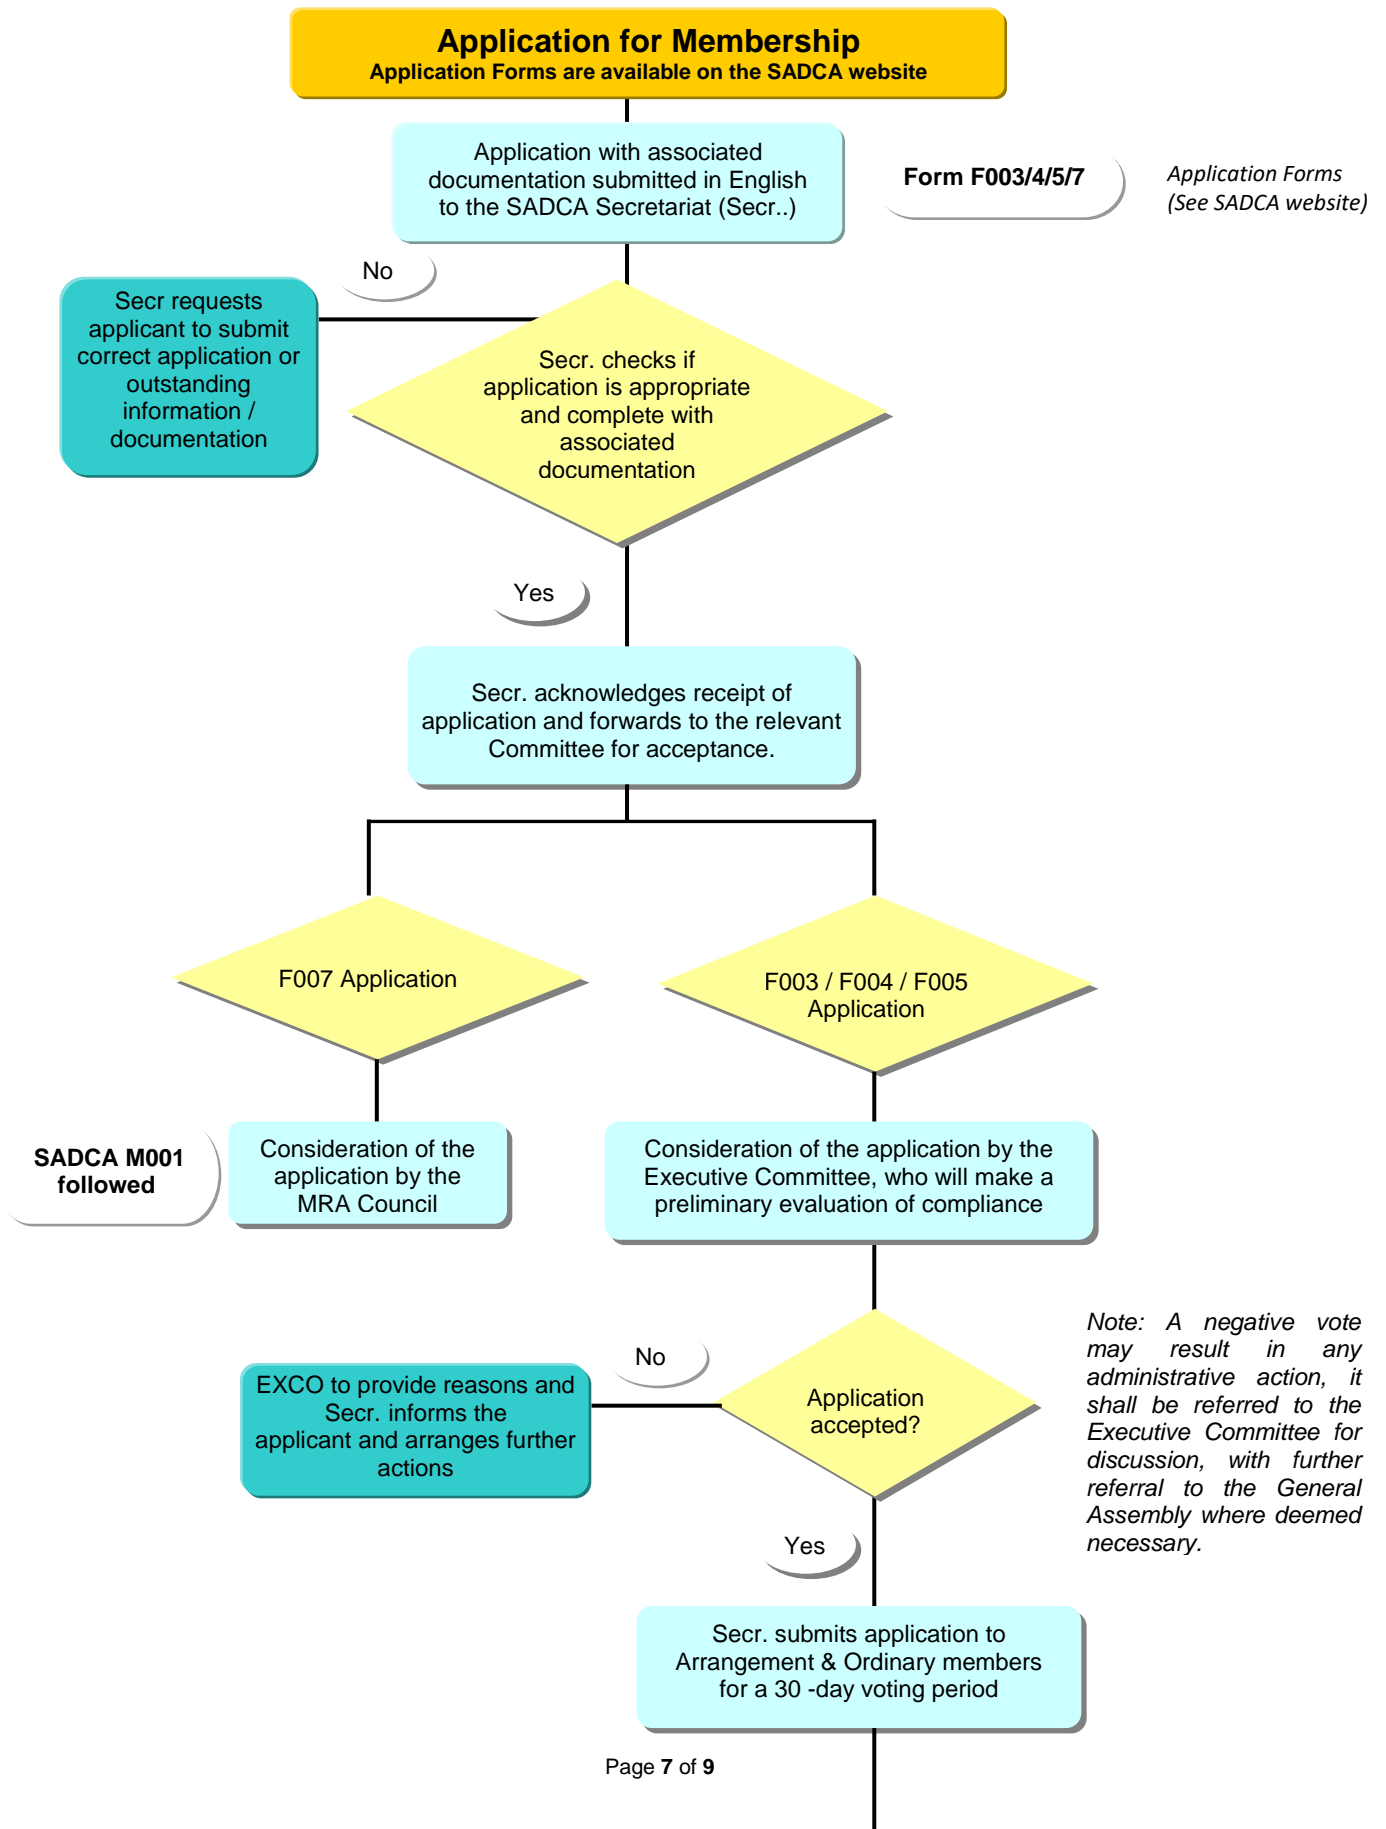 Application for Membership
Application Forms are available on the SADCA website
Application with associated
documentation submitted in English
to the SADCA Secretariat (Secr..)
Form F003/4/5/7
Application Forms
(See SADCA website)
No
Secr requests
applicant to submit
correct application or
outstanding
information /
documentation
Secr. checks if
application is appropriate
and complete with
associated
documentation
Yes
Secr. acknowledges receipt of
application and forwards to the relevant
Committee for acceptance.
F007 Application
F003 / F004 / F005
Application
SADCA M001
followed
Consideration of the
application by the
MRA Council
Consideration of the application by the
Executive Committee, who will make a
preliminary evaluation of compliance
No
EXCO to provide reasons and
Secr. informs the
applicant and arranges further
actions
Application
accepted?
Note: A negative vote
may result in any
administrative action, it
shall be referred to the
Executive Committee for
discussion, with further
referral to the General
Assembly where deemed
necessary.
Yes
Secr. submits application to
Arrangement & Ordinary members
for a 30 -day voting period
Page 7 of 9